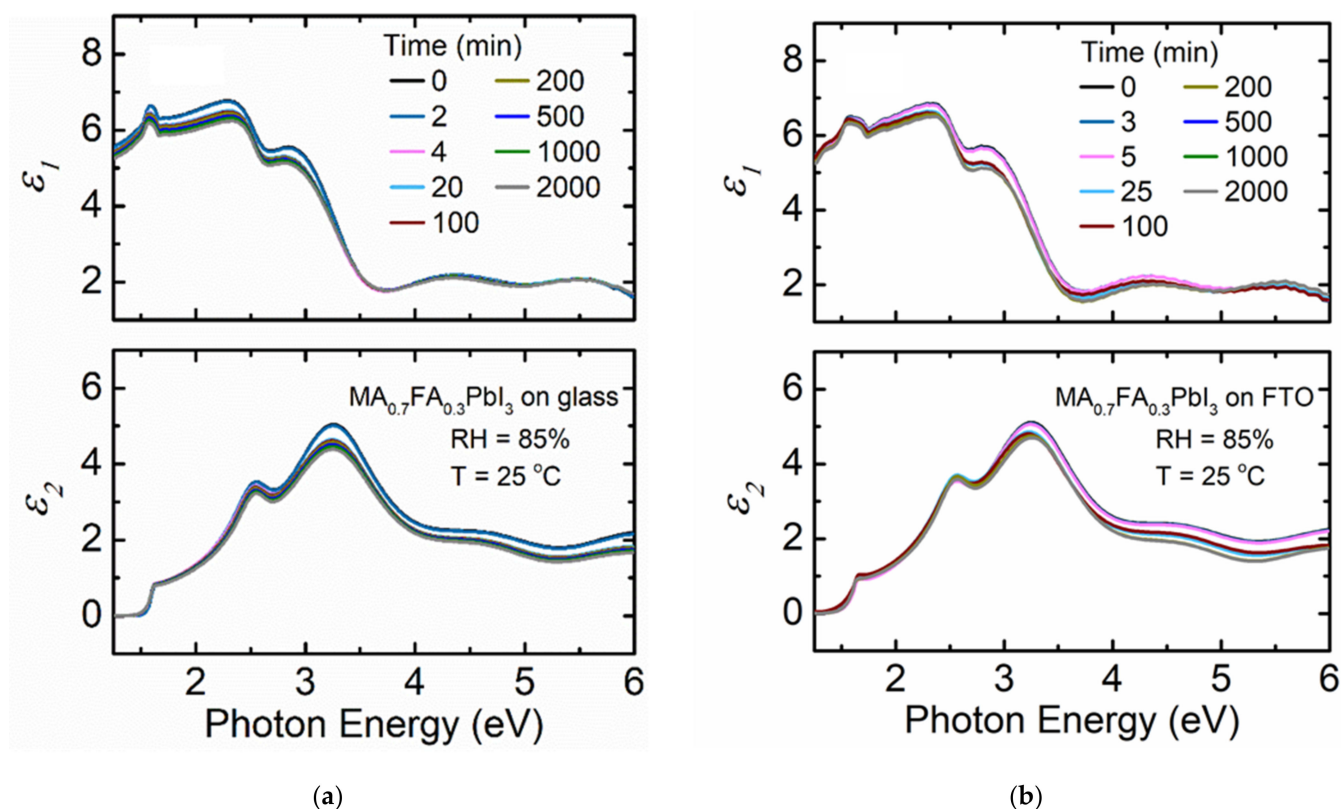 8
6
4
2
ε1
Time (min)
0 200
2 500
4 1000
20 2000
100
6
4
2
0
ε2
MA0.7FA0.3PbI3 on glass
RH = 85%
T = 25 °C
2 3 4 5 6
Photon Energy (eV)
(a)
8
6
4
2
ε1
Time (min)
0 200
3 500
5 1000
25 2000
100
6
4
2
0
ε2
MA0.7FA0.3PbI3 on FTO
RH = 85%
T = 25 °C
2 3 4 5 6
Photon Energy (eV)
(b)